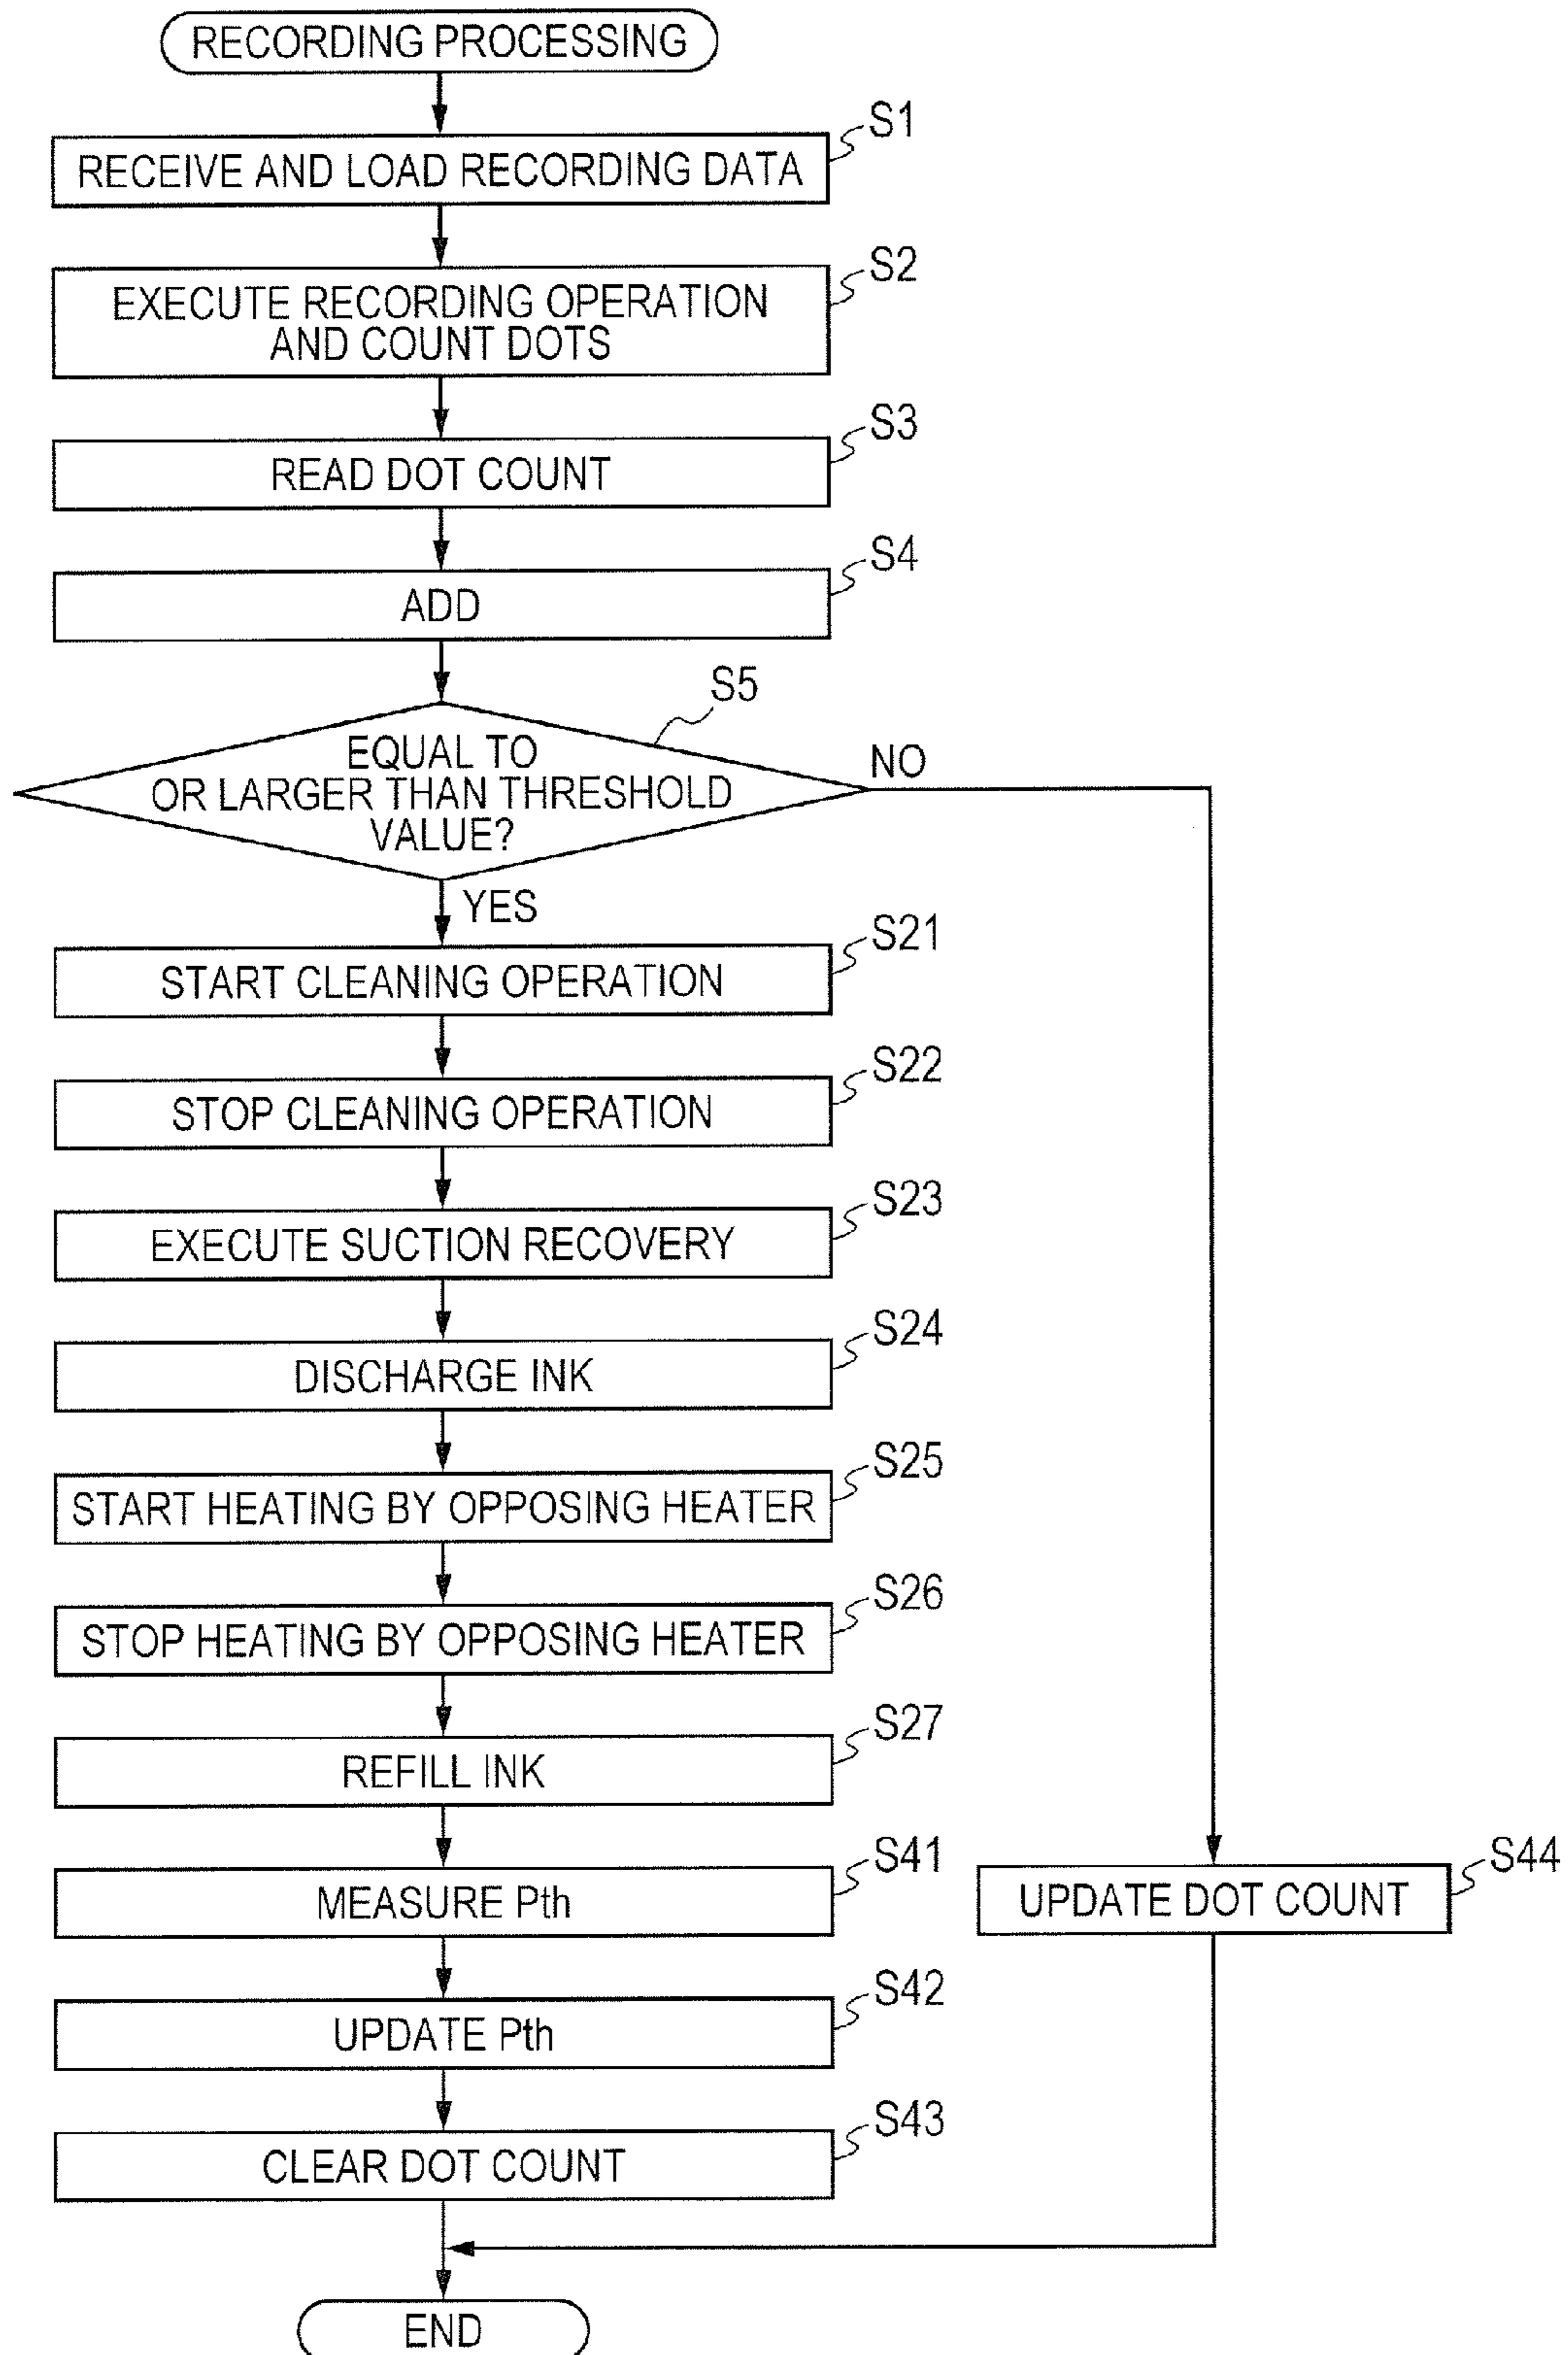 RECORDING PROCESSING
S1
RECEIVE AND LOAD RECORDING DATA
S2
EXECUTE RECORDING OPERATION
AND COUNT DOTS
S3
READ DOT COUNT
S4
ADD
S5
EQUAL TO
OR LARGER THAN THRESHOLD
VALUE?
NO
YES
S21
START CLEANING OPERATION
S22
STOP CLEANING OPERATION
S23
EXECUTE SUCTION RECOVERY
S24
DISCHARGE INK
S25
START HEATING BY OPPOSING HEATER
S26
STOP HEATING BY OPPOSING HEATER
S27
REFILL INK
S41
MEASURE Pth
S44
UPDATE DOT COUNT
S42
UPDATE Pth
S43
CLEAR DOT COUNT
END